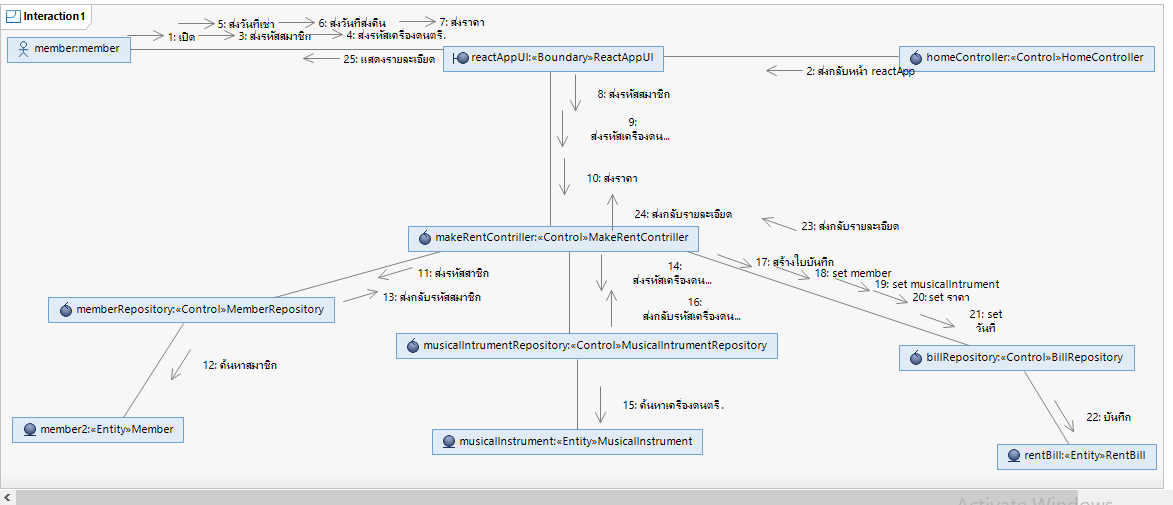 Interaction1
5: ส่งวันที่เช่า
6: ส่งวันที่ส่งคืน
7: ส่งราคา
1: เปิด
3: ส่งรหัสสมาชิก
4: ส่งรหัสเครื่องดนตรี.
member:member
25: แสดงรายละเอียด
reactAppUI:«Boundary»ReactAppUI
homeController:«Control»HomeController
2: ส่งกลับหน้า reactApp
8: ส่งรหัสสมาชิก
9:
ส่งรหัสเครื่องดน...
10: ส่งราคา
24: ส่งกลับรายละเอียด
23: ส่งกลับรายละเอียด
makeRentContriller:«Control»MakeRentContriller
11: ส่งรหัสสาชิก
14:
ส่งรหัสเครื่องดน...
17: สร้างใบบันทึก
18: set member
19: set musicalIntrument
20: set ราคา
13: ส่งกลับรหัสสมาชิก
16:
ส่งกลับรหัสเครื่องดน...
21: set
วันที่
memberRepository:«Control»MemberRepository
musicalIntrumentRepository:«Control»MusicalIntrumentRepository
billRepository:«Control»BillRepository
12: ค้นหาสมาชิก
15: ค้นหาเครื่องดนตรี.
22: บันทึก
member2:«Entity»Member
musicalInstrument:«Entity»MusicalInstrument
rentBill:«Entity»RentBill
Activate Windows